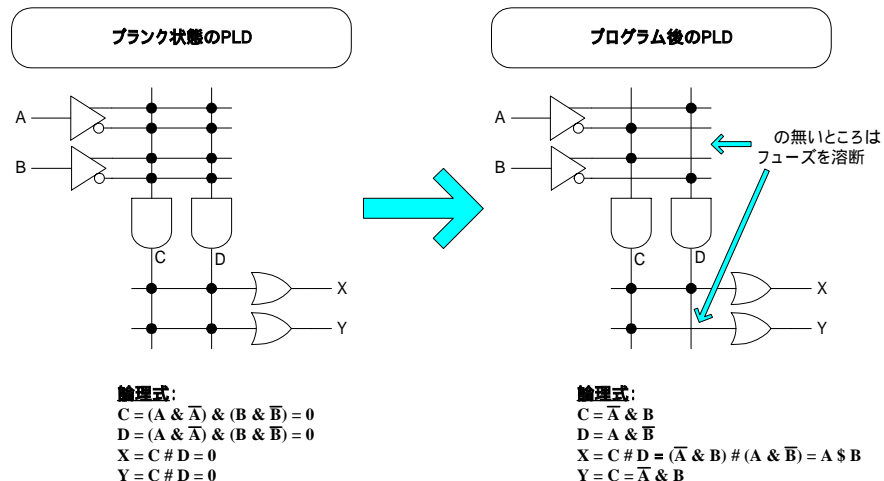 ブランク状態のPLD
プログラム後のPLD
A
B
C
D
X
Y
A
B
の無いところは
フューズを溶断
C
D
X
Y
論理式:
C = (A & A̅) & (B & B̅) = 0
D = (A & A̅) & (B & B̅) = 0
X = C # D = 0
Y = C # D = 0
論理式:
C = A̅ & B
D = A & B̅
X = C # D = (A̅ & B) # (A & B̅) = A $ B
Y = C = A̅ & B